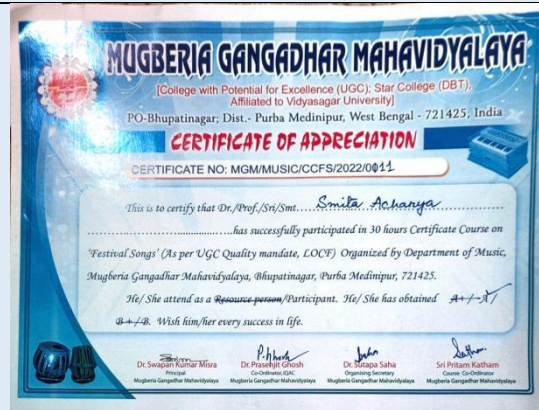 MUGBERIA GANGADHAR MAHAVIDYALAYA
[College with Potential for Excellence (UGC); Star College (DBT),
Affiliated to Vidyasagar University]
PO-Bhupatinagar; Dist.- Purba Medinipur, West Bengal - 721425, India
CERTIFICATE OF APPRECIATION
CERTIFICATE NO: MGM/MUSIC/CCFS/2022/0011
This is to certify that Dr./Prof./Sri/Smt.....Smita Acharya
........................has successfully participated in 30 hours Certificate Course on
'Festival Songs' (As per UGC Quality mandate, LOCF) Organized by Department of Music,
Mugberia Gangadhar Mahavidyalaya, Bhupatinagar, Purba Medinipur, 721425.
He/ She attend as a Resource person/Participant. He/ She has obtained A+/-A/
B+/B. Wish him/her every success in life.
Dr. Swapan Kumar Misra Dr. Prasenjit Ghosh Dr. Sutapa Saha Sri Pritam Katham
Principal Co-Ordinator, IQAC Organising Secretary Course Co-Ordinator
Mugberia Gangadhar Mahavidyalaya Mugberia Gangadhar Mahavidyalaya Mugberia Gangadhar Mahavidyalaya Mugberia Gangadhar Mahavidyalaya